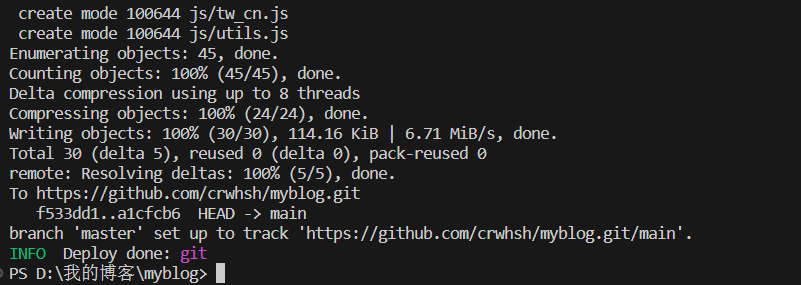 create mode 100644 js/tw_cn.js
create mode 100644 js/utils.js
Enumerating objects: 45, done.
Counting objects: 100% (45/45), done.
Delta compression using up to 8 threads
Compressing objects: 100% (24/24), done.
Writing objects: 100% (30/30), 114.16 KiB | 6.71 MiB/s, done.
Total 30 (delta 5), reused 0 (delta 0), pack-reused 0
remote: Resolving deltas: 100% (5/5), done.
To https://github.com/crwhsh/myblog.git
f533dd1..a1cfcb6  HEAD -> main
branch 'master' set up to track 'https://github.com/crwhsh/myblog.git/main'.
INFO  Deploy done: git
PS D:\我的博客\myblog>